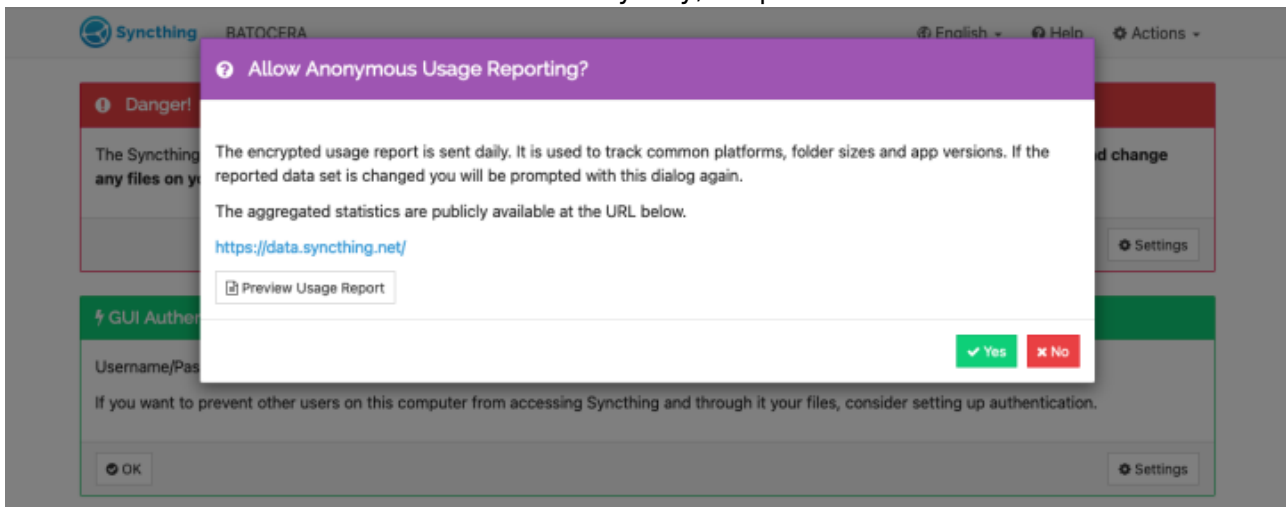 Syncthing BATOCERA English Help Actions
Allow Anonymous Usage Reporting?
Danger!
The encrypted usage report is sent daily. It is used to track common platforms, folder sizes and app versions. If the
reported data set is changed you will be prompted with this dialog again.
The Syncthing
d change
any files on y
The aggregated statistics are publicly available at the URL below.
https://data.syncthing.net/
Settings
Preview Usage Report
GUI Authen
Yes No
Username/Pas
If you want to prevent other users on this computer from accessing Syncthing and through it your files, consider setting up authentication.
OK Settings